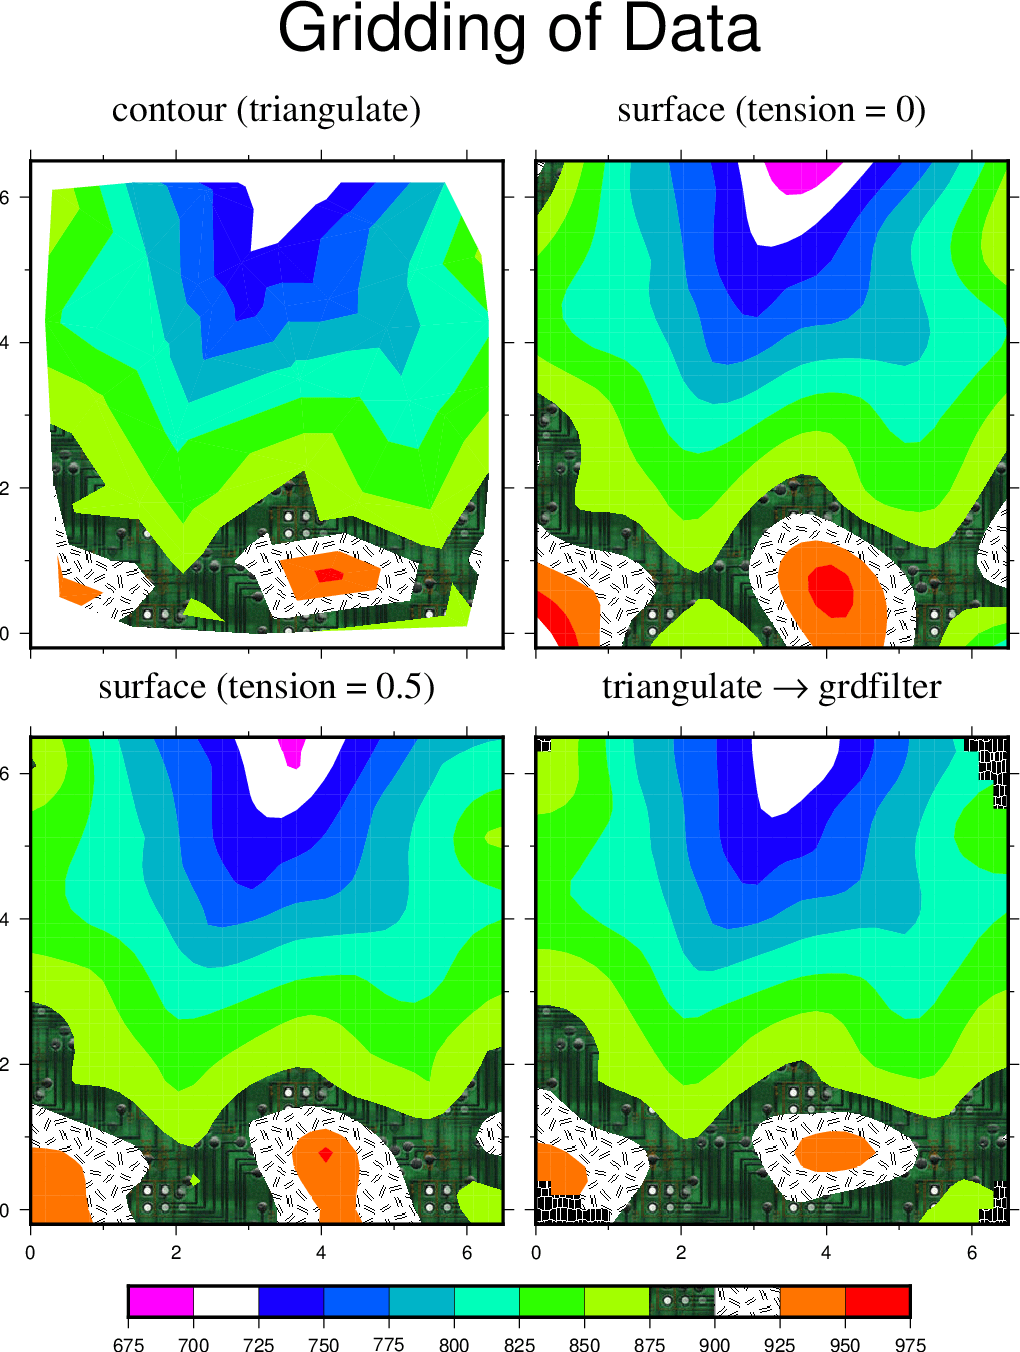 Gridding of Data
contour (triangulate) surface (tension = 0)
6
4
2
0
surface (tension = 0.5) triangulate → grdfilter
6
4
2
0
0 2 4 6 0 2 4 6
675 700 725 750 775 800 825 850 875 900 925 950 975